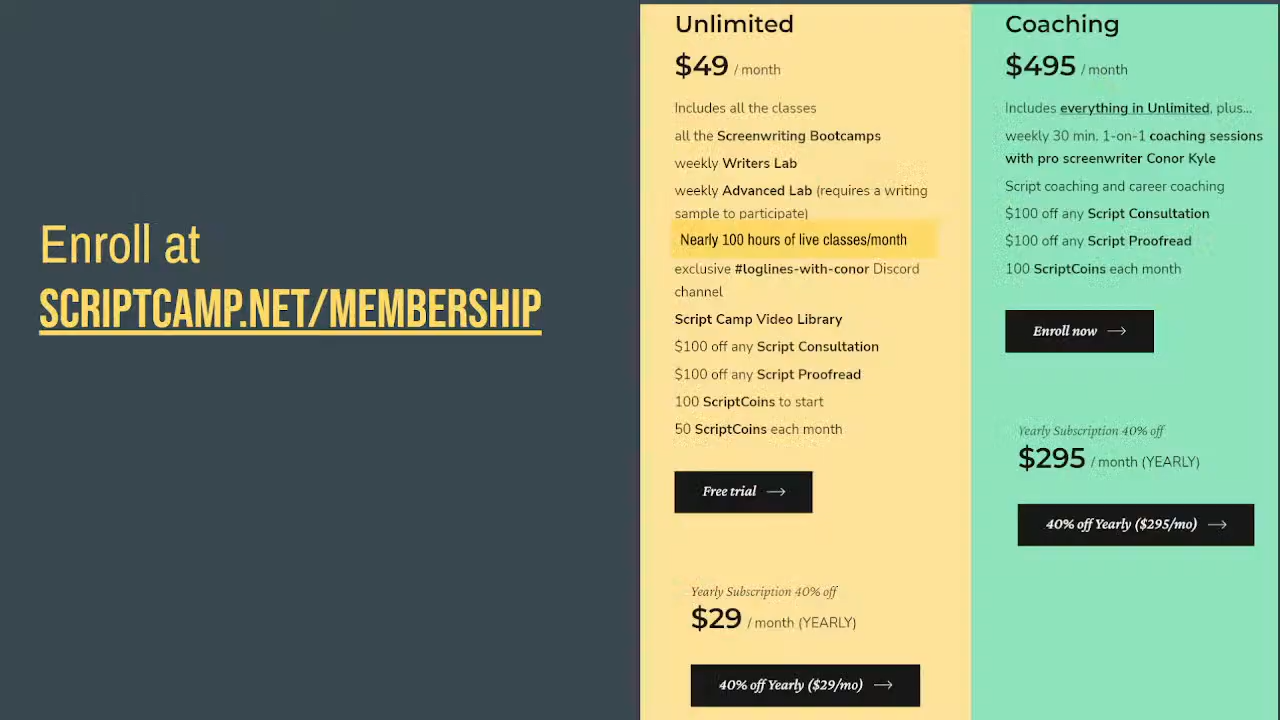 Enroll at
SCRIPTCAMP.NET/MEMBERSHIP
Unlimited
$49 / month
Includes all the classes
all the Screenwriting Bootcamps
weekly Writers Lab
weekly Advanced Lab (requires a writing
sample to participate)
Nearly 100 hours of live classes/month
exclusive #loglines-with-conor Discord
channel
Script Camp Video Library
$100 off any Script Consultation
$100 off any Script Proofread
100 ScriptCoins to start
50 ScriptCoins each month
Free trial →
Yearly Subscription 40% off
$29 / month (YEARLY)
40% off Yearly ($29/mo) →
Coaching
$495 / month
Includes everything in Unlimited, plus...
weekly 30 min. 1-on-1 coaching sessions
with pro screenwriter Conor Kyle
Script coaching and career coaching
$100 off any Script Consultation
$100 off any Script Proofread
100 ScriptCoins each month
Enroll now →
Yearly Subscription 40% off
$295 / month (YEARLY)
40% off Yearly ($295/mo) →